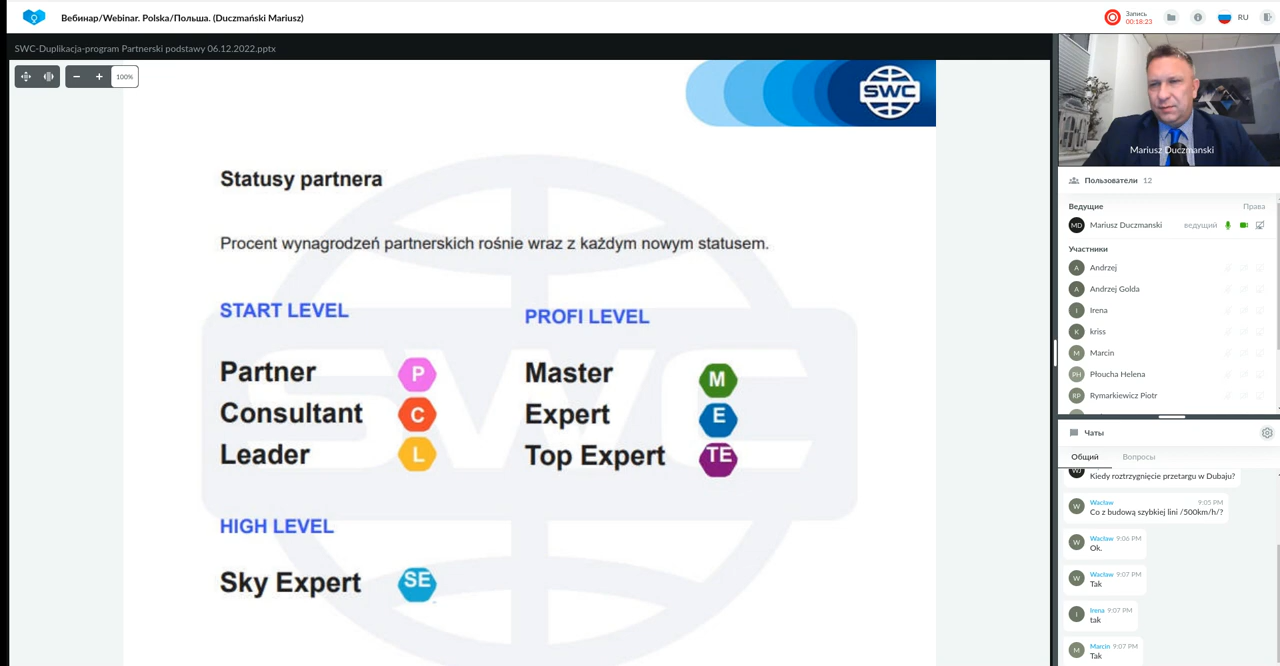 Вебинар/Webinar. Polska/Польша. (Duczmański Mariusz)
Запись
00:18:23
RU
SWC-Duplikacja-program Partnerski podstawy 06.12.2022.pptx
100%
SWC
Statusy partnera
Procent wynagrodzeń partnerskich rośnie wraz z każdym nowym statusem.
START LEVEL
Partner P
Consultant C
Leader L
PROFI LEVEL
Master M
Expert E
Top Expert TE
HIGH LEVEL
Sky Expert SE
SWC
Mariusz Duczmanski
Пользователи 12
Ведущие Права
MD Mariusz Duczmanski ведущий
Участники
A Andrzej
A Andrzej Golda
I Irena
K kriss
M Marcin
PH Płoucha Helena
RP Rymarkiewicz Piotr
Чаты
Общий Вопросы
Kiedy roztrzygnięcie przetargu w Dubaju?
W Wacław 9:05 PM
Co z budową szybkiej lini /500km/h/?
W Wacław 9:06 PM
Ok.
W Wacław 9:07 PM
Tak
I Irena 9:07 PM
tak
M Marcin 9:07 PM
Tak